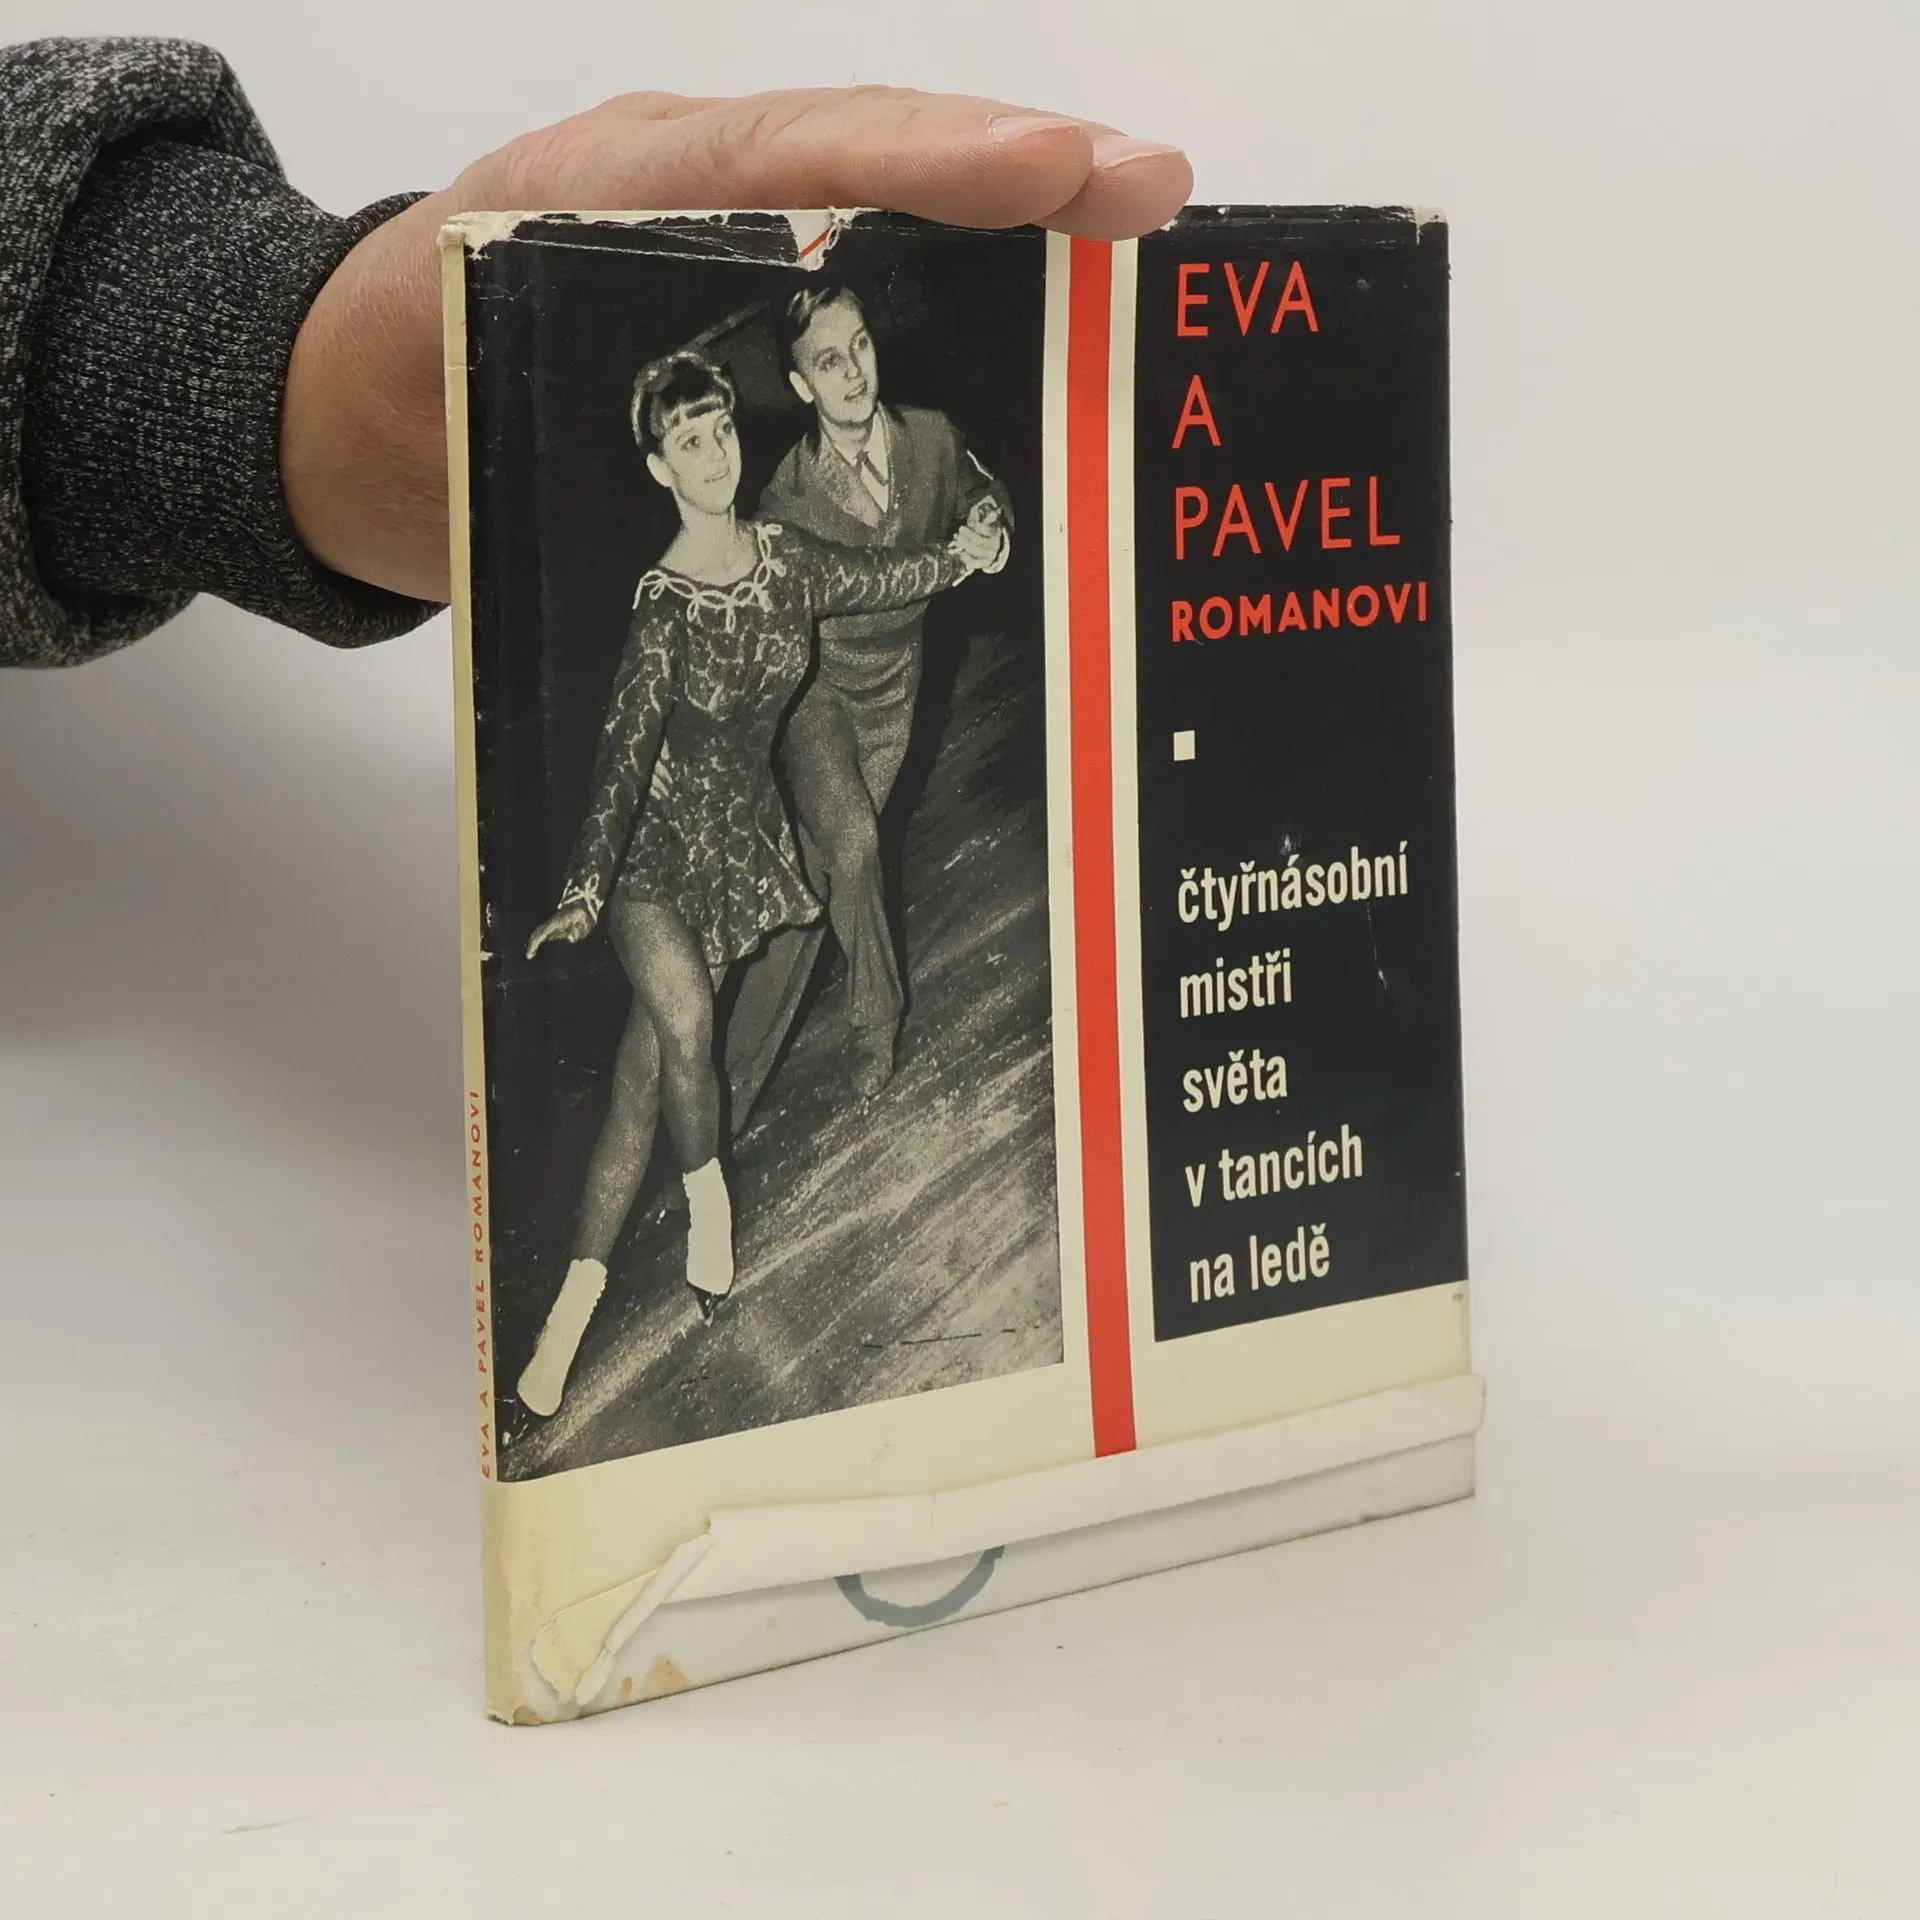 EVA
A
PAVEL
ROMANOVI
čtyřnásobní
mistři
světa
v tancích
na ledě
EVA A PAVEL ROMANOVI